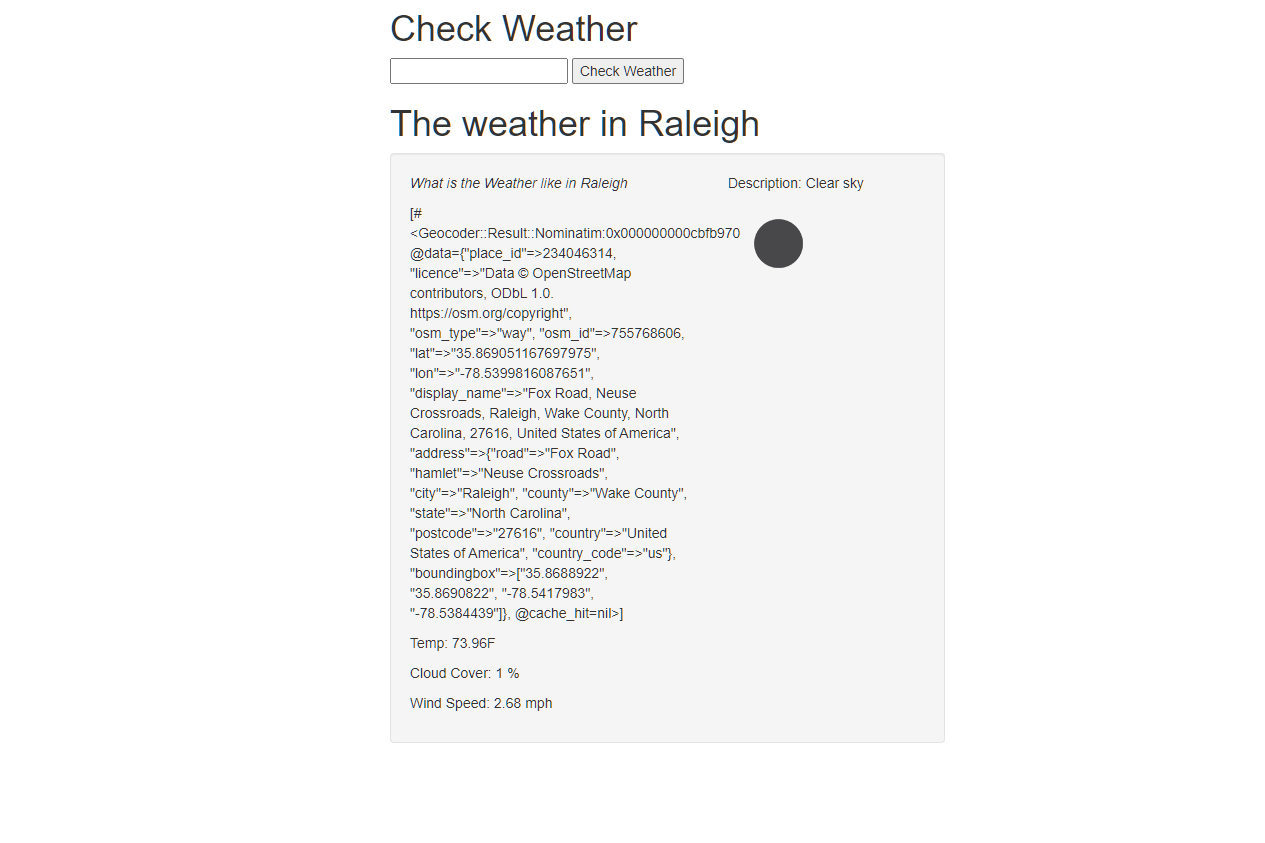 Check Weather
Check Weather
The weather in Raleigh
What is the Weather like in Raleigh
Description: Clear sky
[#
<Geocoder::Result::Nominatim:0x000000000cbfb970
@data={"place_id"=>234046314,
"licence"=>"Data © OpenStreetMap
contributors, ODbL 1.0.
https://osm.org/copyright",
"osm_type"=>"way", "osm_id"=>755768606,
"lat"=>"35.869051167697975",
"lon"=>"-78.5399816087651",
"display_name"=>"Fox Road, Neuse
Crossroads, Raleigh, Wake County, North
Carolina, 27616, United States of America",
"address"=>{"road"=>"Fox Road",
"hamlet"=>"Neuse Crossroads",
"city"=>"Raleigh", "county"=>"Wake County",
"state"=>"North Carolina",
"postcode"=>"27616", "country"=>"United
States of America", "country_code"=>"us"},
"boundingbox"=>["35.8688922",
"35.8690822", "-78.5417983",
"-78.5384439"]}, @cache_hit=nil>]
Temp: 73.96F
Cloud Cover: 1 %
Wind Speed: 2.68 mph